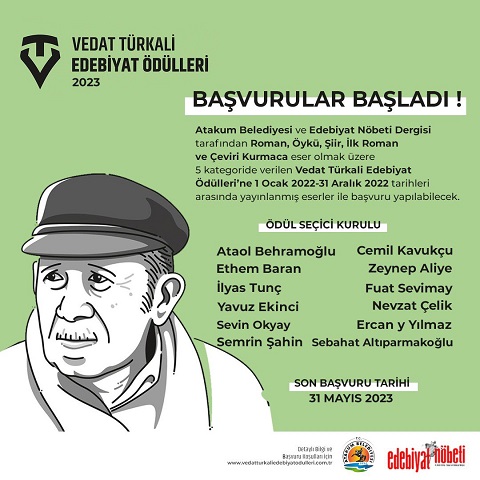 VEDAT TÜRKALİ
EDEBİYAT ÖDÜLLERİ
2023
BAŞVURULAR BAŞLADI !
Atakum Belediyesi ve Edebiyat Nöbeti Dergisi
tarafından Roman, Öykü, Şiir, İlk Roman
ve Çeviri Kurmaca eser olmak üzere
5 kategoride verilen Vedat Türkali Edebiyat
Ödülleri'ne 1 Ocak 2022-31 Aralık 2022 tarihleri
arasında yayınlanmış eserler ile başvuru yapılabilecek.
ÖDÜL SEÇİCİ KURULU
Ataol Behramoğlu
Ethem Baran
İlyas Tunç
Yavuz Ekinci
Sevin Okyay
Semrin Şahin
Cemil Kavukçu
Zeynep Aliye
Fuat Sevimay
Nevzat Çelik
Ercan y Yılmaz
Sebahat Altıparmakoğlu
SON BAŞVURU TARİHİ
31 MAYIS 2023
Detaylı Bilgi ve
Başvuru Koşulları İçin
www.vedatturkaliedebiyatodulleri.com.tr
T.C.
ATAKUM BELEDİYESİ
edebiyat nöbeti